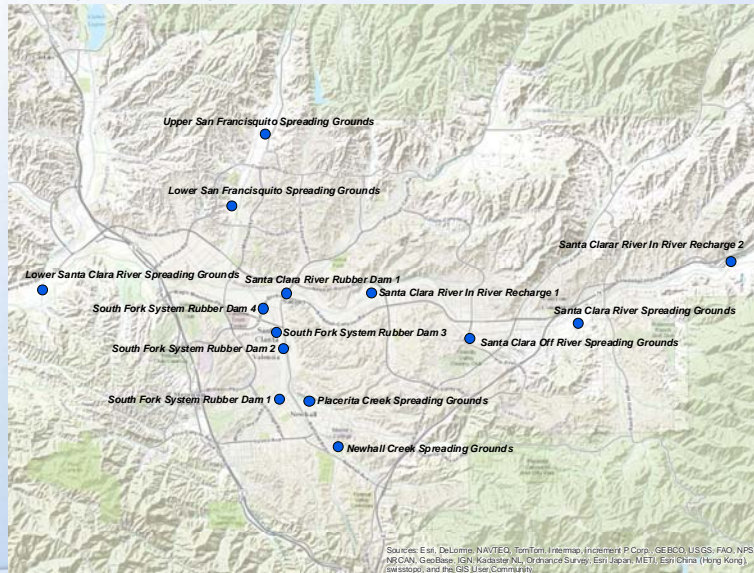 Upper San Francisquito Spreading Grounds
Lower San Francisquito Spreading Grounds
Santa Clarar River In River Recharge 2
Lower Santa Clara River Spreading Grounds
Santa Clara River Rubber Dam 1
Santa Clara River In River Recharge 1
South Fork System Rubber Dam 4
Santa Clara River Spreading Grounds
South Fork System Rubber Dam 3
Santa Clara Off River Spreading Grounds
South Fork System Rubber Dam 2
South Fork System Rubber Dam 1
Placerita Creek Spreading Grounds
Newhall
Newhall Creek Spreading Grounds
Sources: Esri, DeLorme, NAVTEQ, TomTom, Intermap, increment P Corp., GEBCO, USGS, FAO, NPS,
NRCAN, GeoBase, IGN, Kadaster NL, Ordnance Survey, Esri Japan, METI, Esri China (Hong Kong),
swisstopo, and the GIS User Community